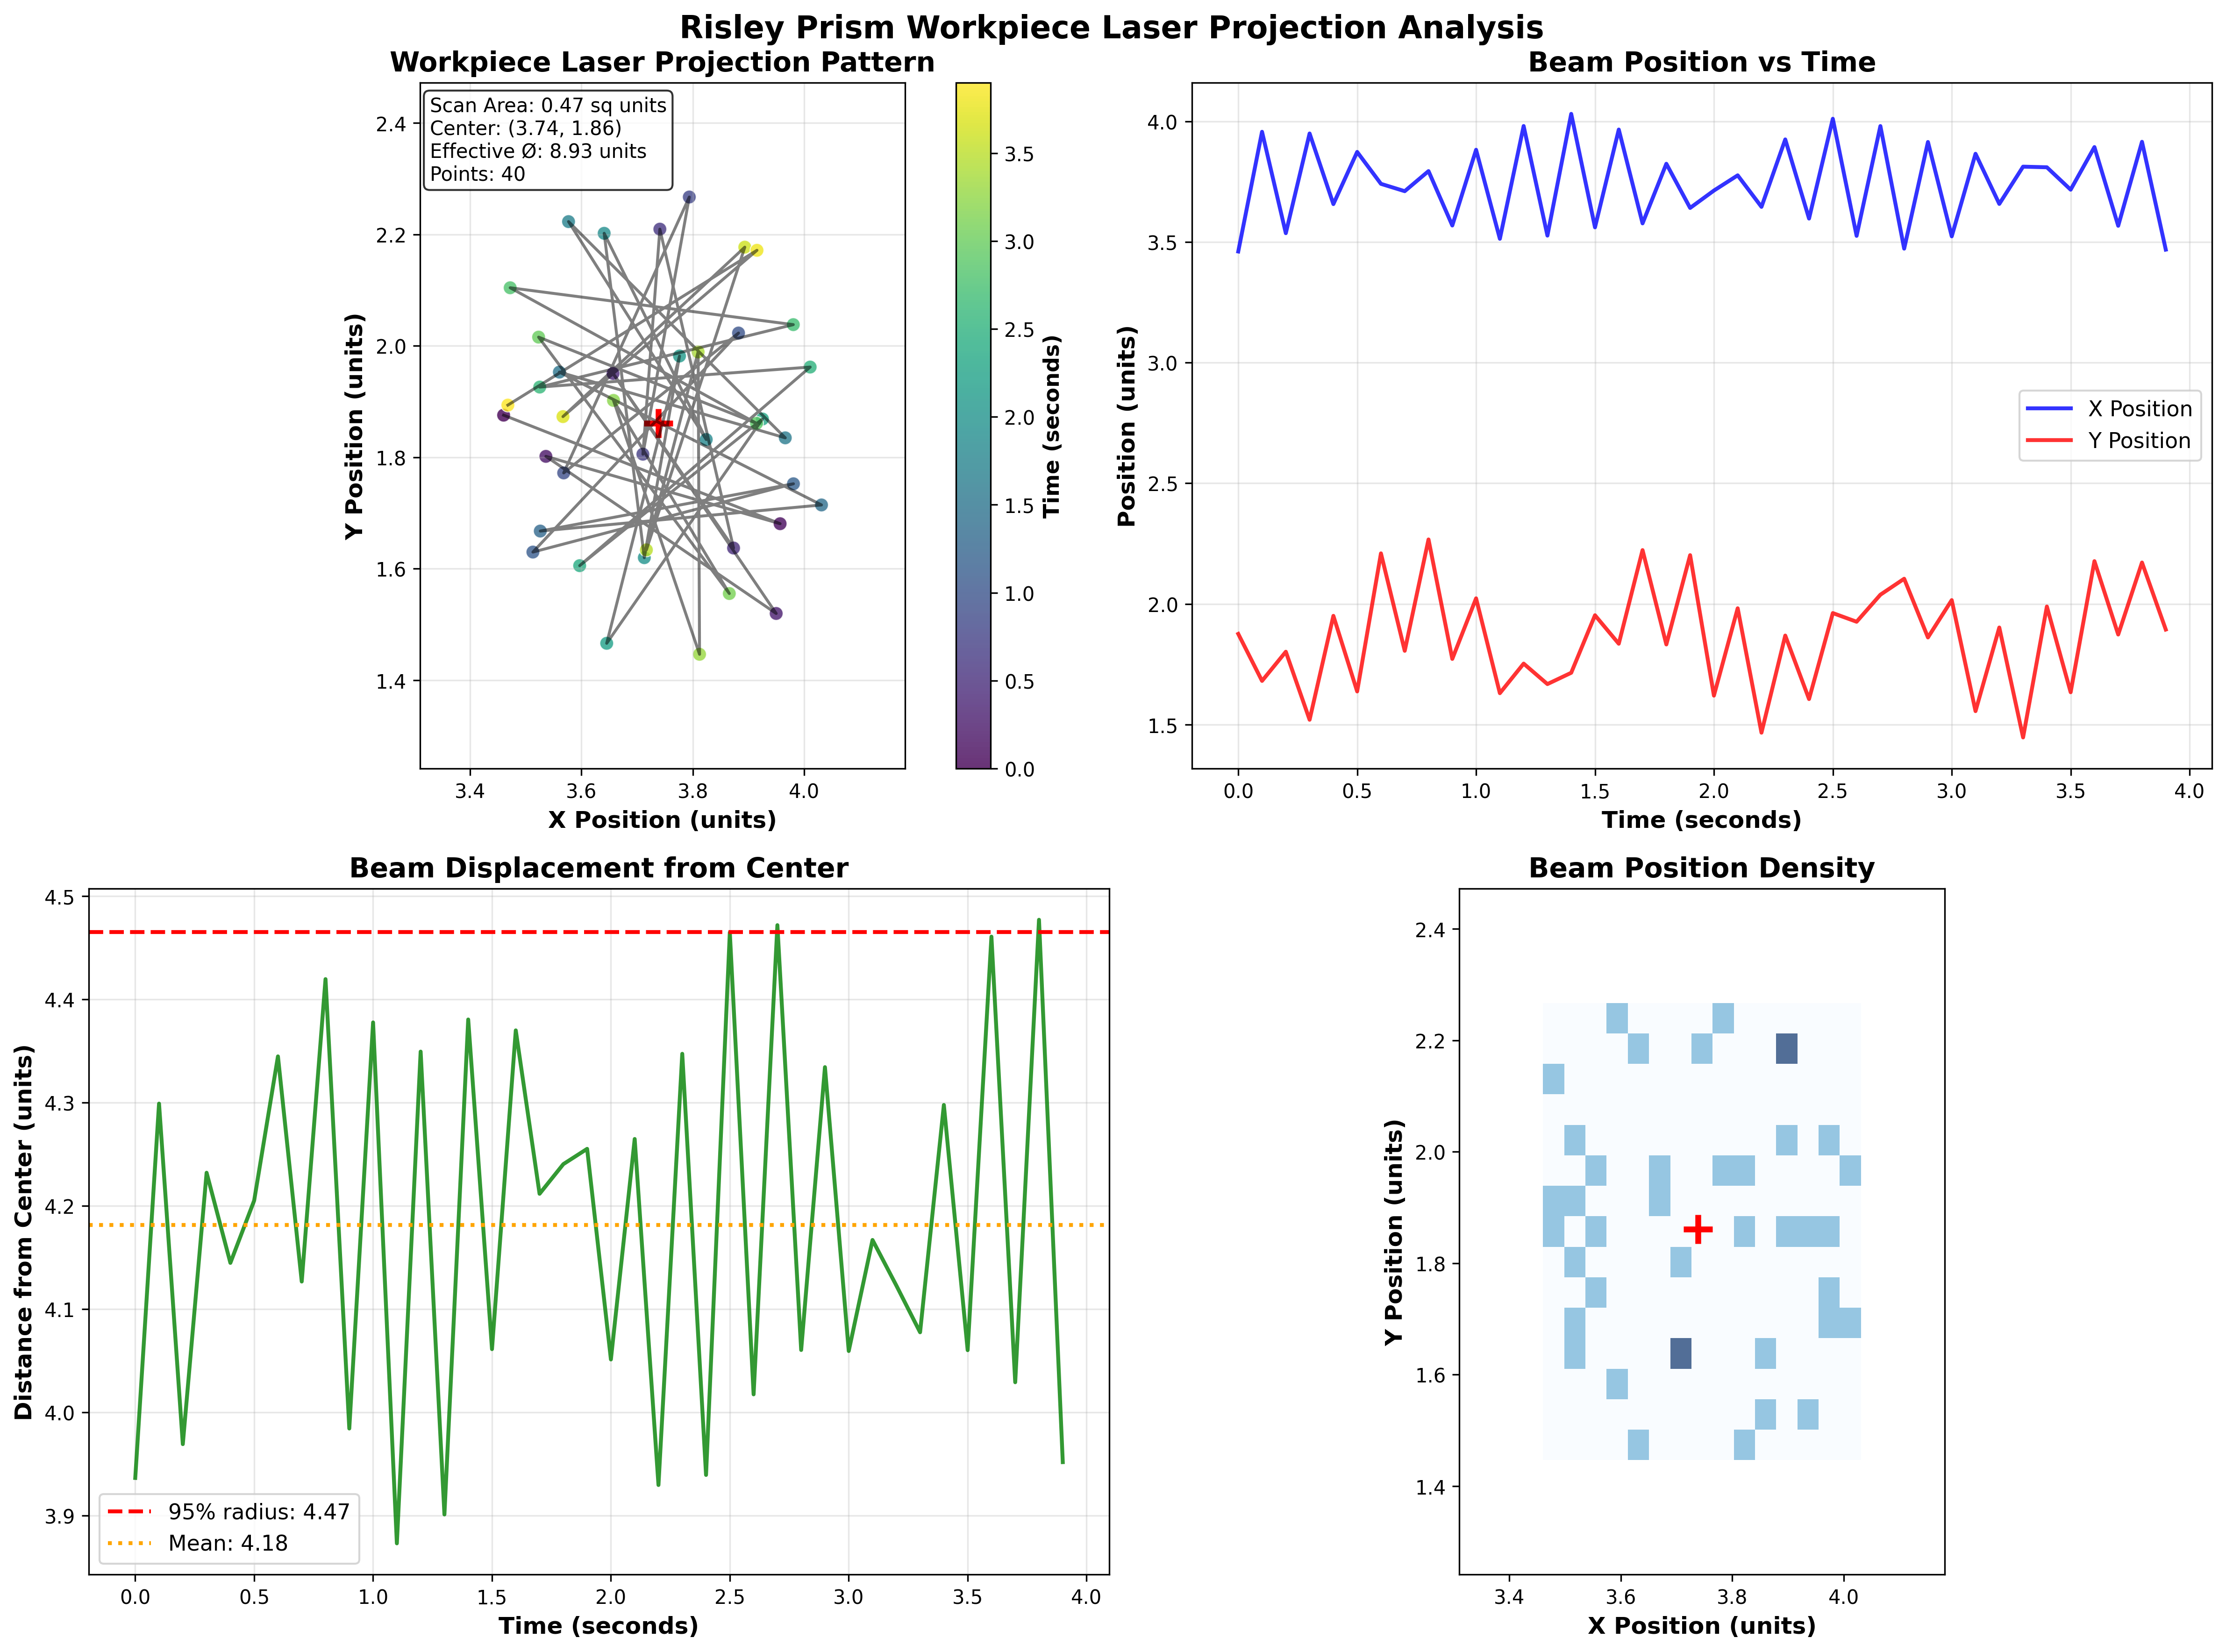 Risley Prism Workpiece Laser Projection Analysis
Workpiece Laser Projection Pattern
Scan Area: 0.47 sq units
Center: (3.74, 1.86)
Effective Ø: 8.93 units
Points: 40
2.4
2.2
2.0
1.8
1.6
1.4
Y Position (units)
3.4 3.6 3.8 4.0
X Position (units)
3.5
3.0
2.5
2.0
1.5
1.0
0.5
0.0
Time (seconds)
Beam Position vs Time
4.0
3.5
3.0
2.5
2.0
1.5
Position (units)
X Position
Y Position
0.0 0.5 1.0 1.5 2.0 2.5 3.0 3.5 4.0
Time (seconds)
Beam Displacement from Center
4.5
4.4
4.3
4.2
4.1
4.0
3.9
Distance from Center (units)
95% radius: 4.47
Mean: 4.18
0.0 0.5 1.0 1.5 2.0 2.5 3.0 3.5 4.0
Time (seconds)
Beam Position Density
2.4
2.2
2.0
1.8
1.6
1.4
Y Position (units)
3.4 3.6 3.8 4.0
X Position (units)